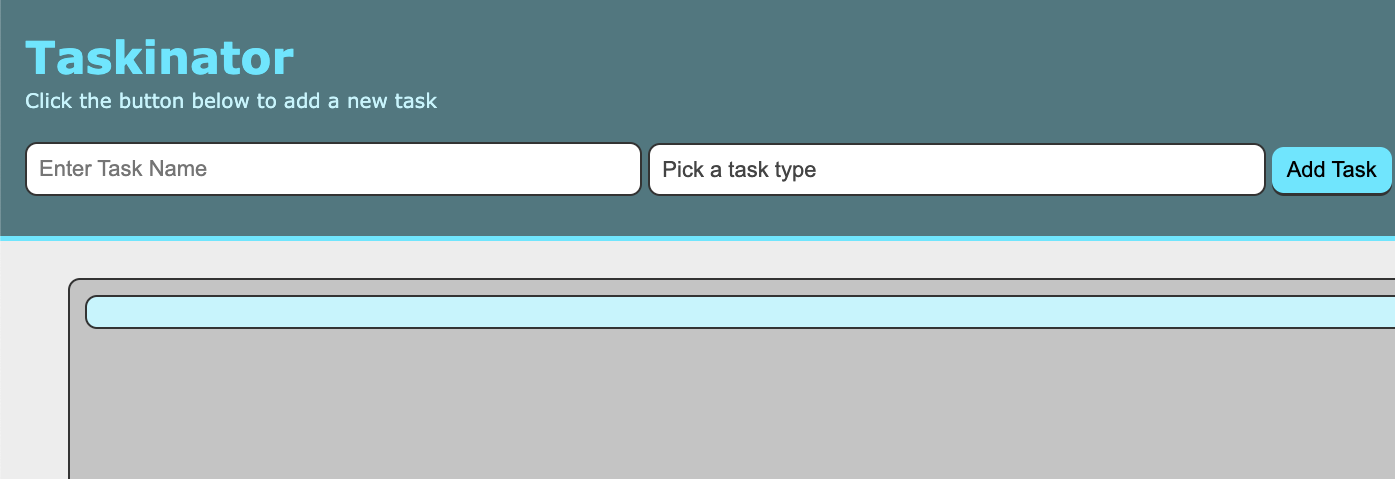 Taskinator
Click the button below to add a new task
Enter Task Name
Pick a task type
Add Task